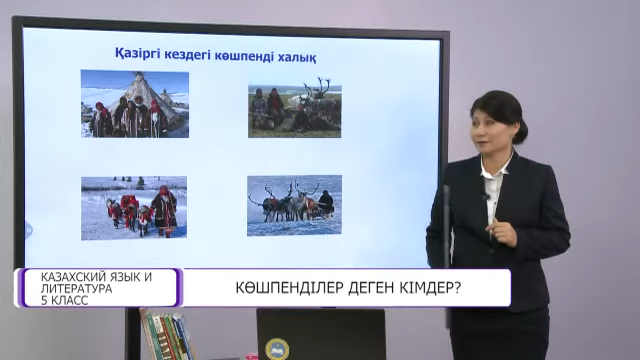 Қазіргі кездегі көшпенді халық
КАЗАХСКИЙ ЯЗЫК И
ЛИТЕРАТУРА
5 КЛАСС
КӨШПЕНДІЛЕР ДЕГЕН КІМДЕР?